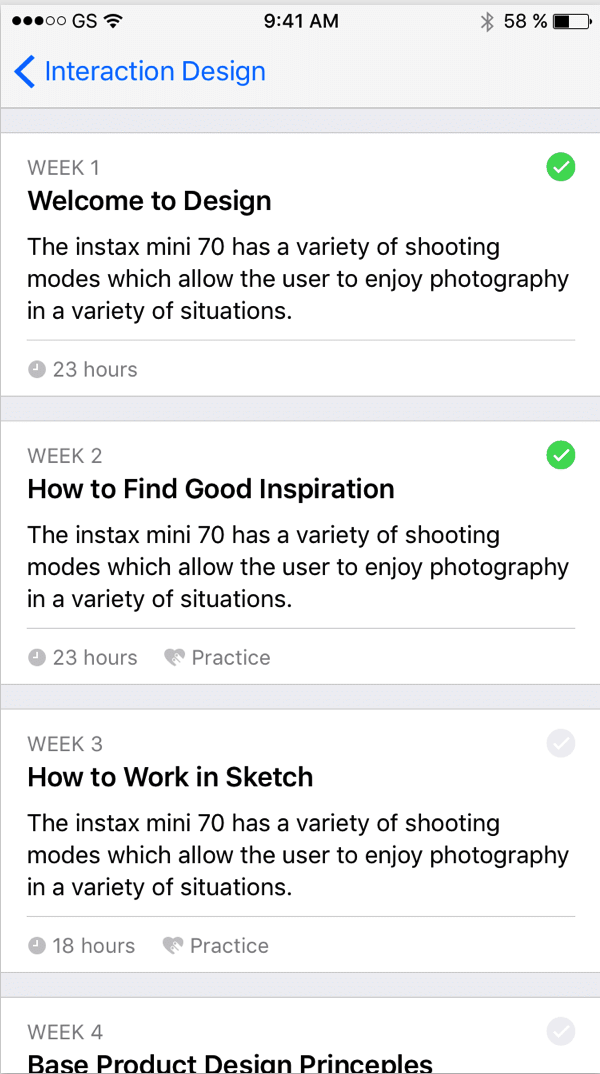 GS 9:41 AM 58 %
Interaction Design
WEEK 1
Welcome to Design
The instax mini 70 has a variety of shooting
modes which allow the user to enjoy photography
in a variety of situations.
23 hours
WEEK 2
How to Find Good Inspiration
The instax mini 70 has a variety of shooting
modes which allow the user to enjoy photography
in a variety of situations.
23 hours Practice
WEEK 3
How to Work in Sketch
The instax mini 70 has a variety of shooting
modes which allow the user to enjoy photography
in a variety of situations.
18 hours Practice
WEEK 4
Base Product Design Princeples